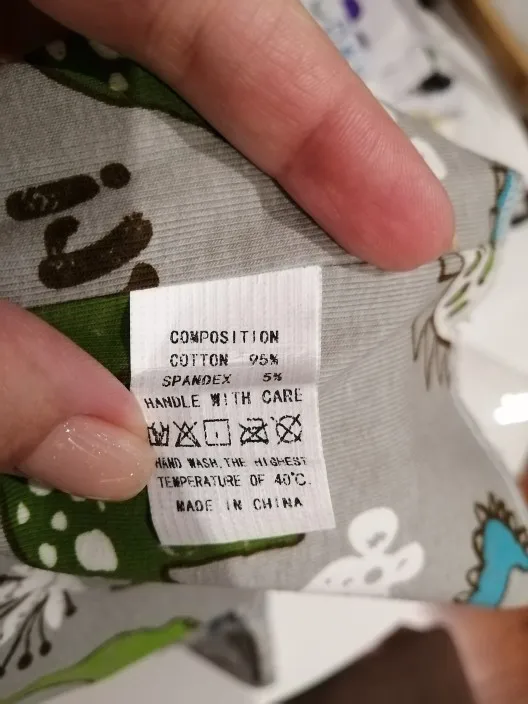 COMPOSITION
COTTON 95%
SPANDEX 5%
HANDLE WITH CARE
HAND WASH,THE HIGHEST
TEMPERATURE OF 40°C.
MADE IN CHINA